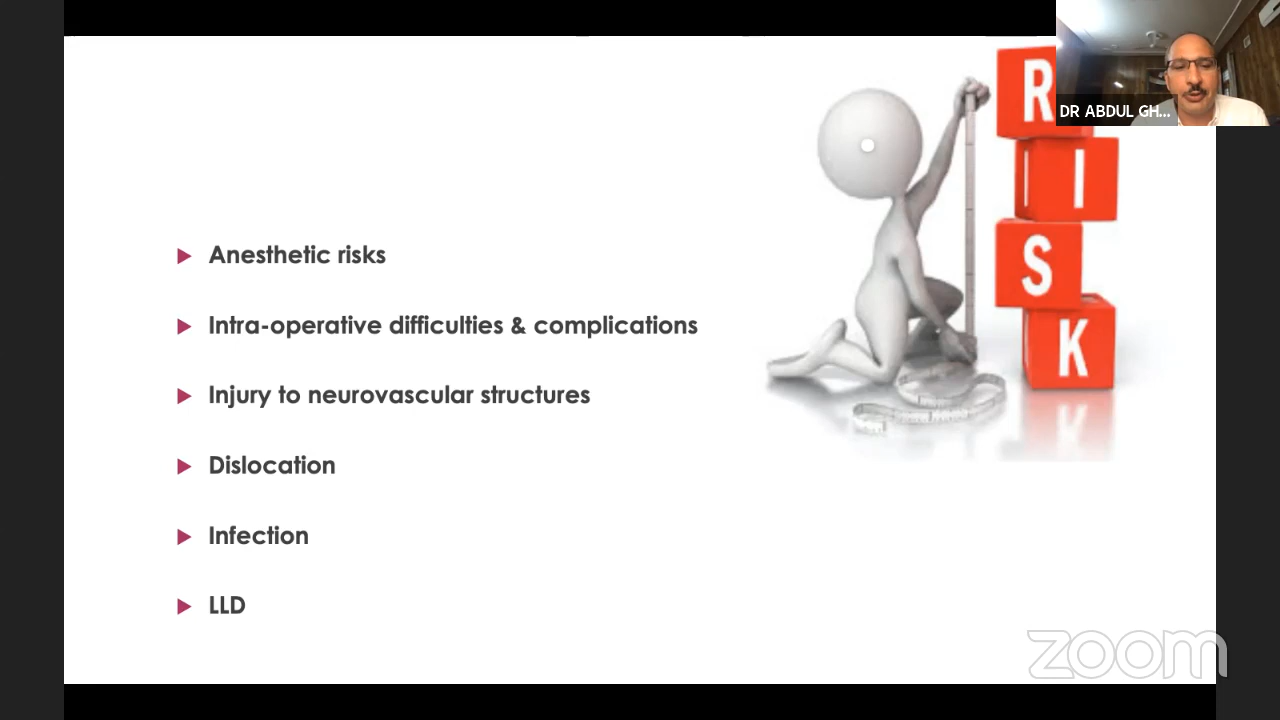 R
I
S
K
DR ABDUL GH...
Anesthetic risks
Intra-operative difficulties & complications
Injury to neurovascular structures
Dislocation
Infection
LLD
zoom